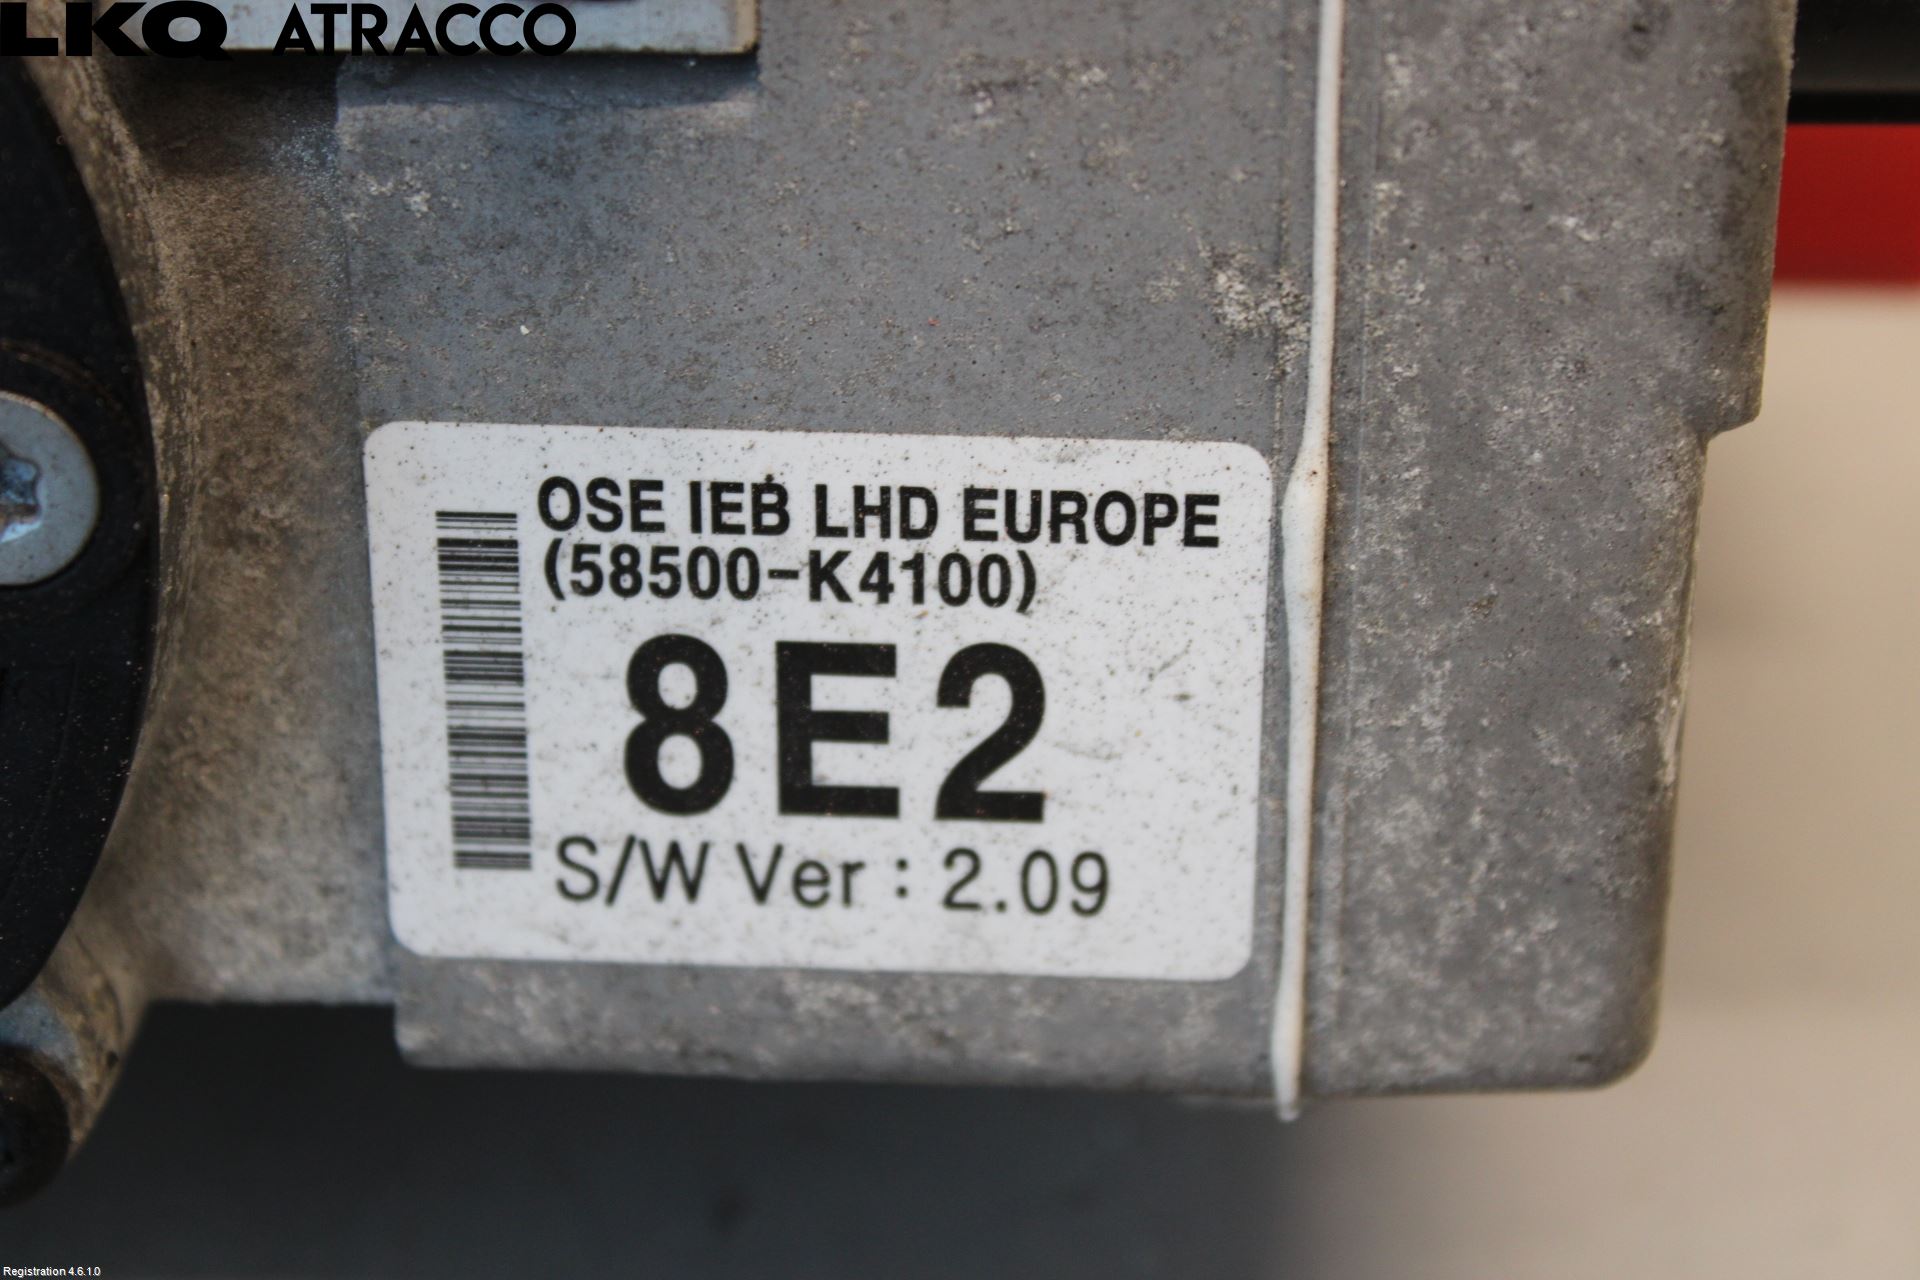 LKQ ATRACCO
OSE IEB LHD EUROPE
(58500-K4100)
8E2
S/W Ver : 2.09
Registration 4.6.1.0